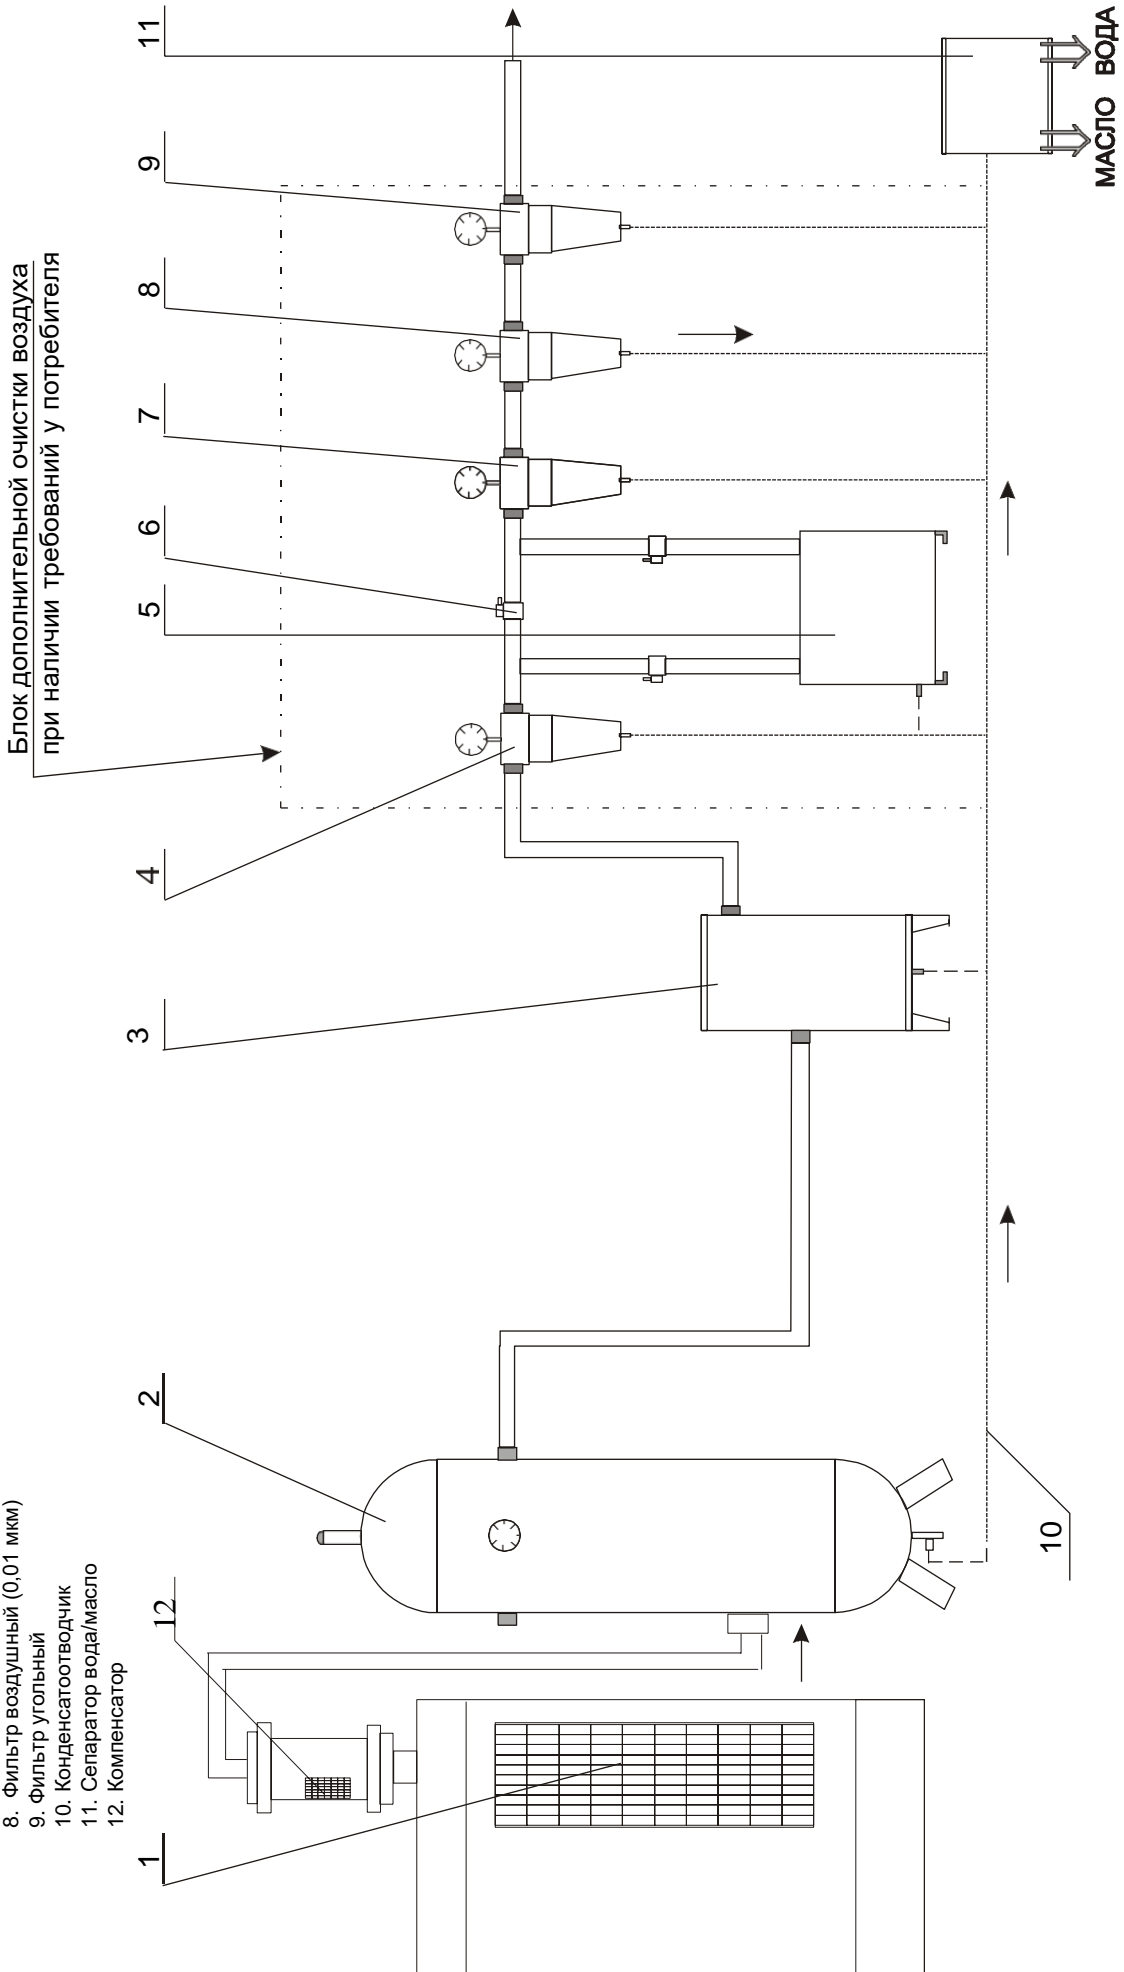 Блок дополнительной очистки воздуха
при наличии требований у потребителя
8. Фильтр воздушный (0,01 мкм)
9. Фильтр угольный
10. Конденсатоотводчик
11. Сепаратор вода/масло
12. Компенсатор
1
12
2
3
4
5
6
7
8
9
11
10
МАСЛО ВОДА